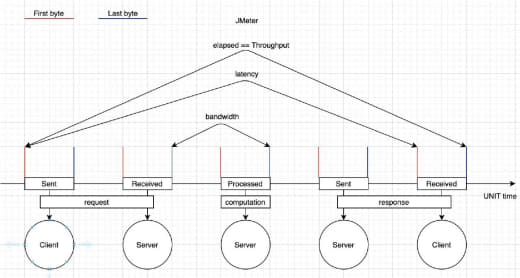 First byte
Last byte
JMeter
elapsed == Throughput
latency
bandwidth
Sent
Received
Processed
Sent
Received
UNIT time
request
computation
response
Client
Server
Server
Server
Client